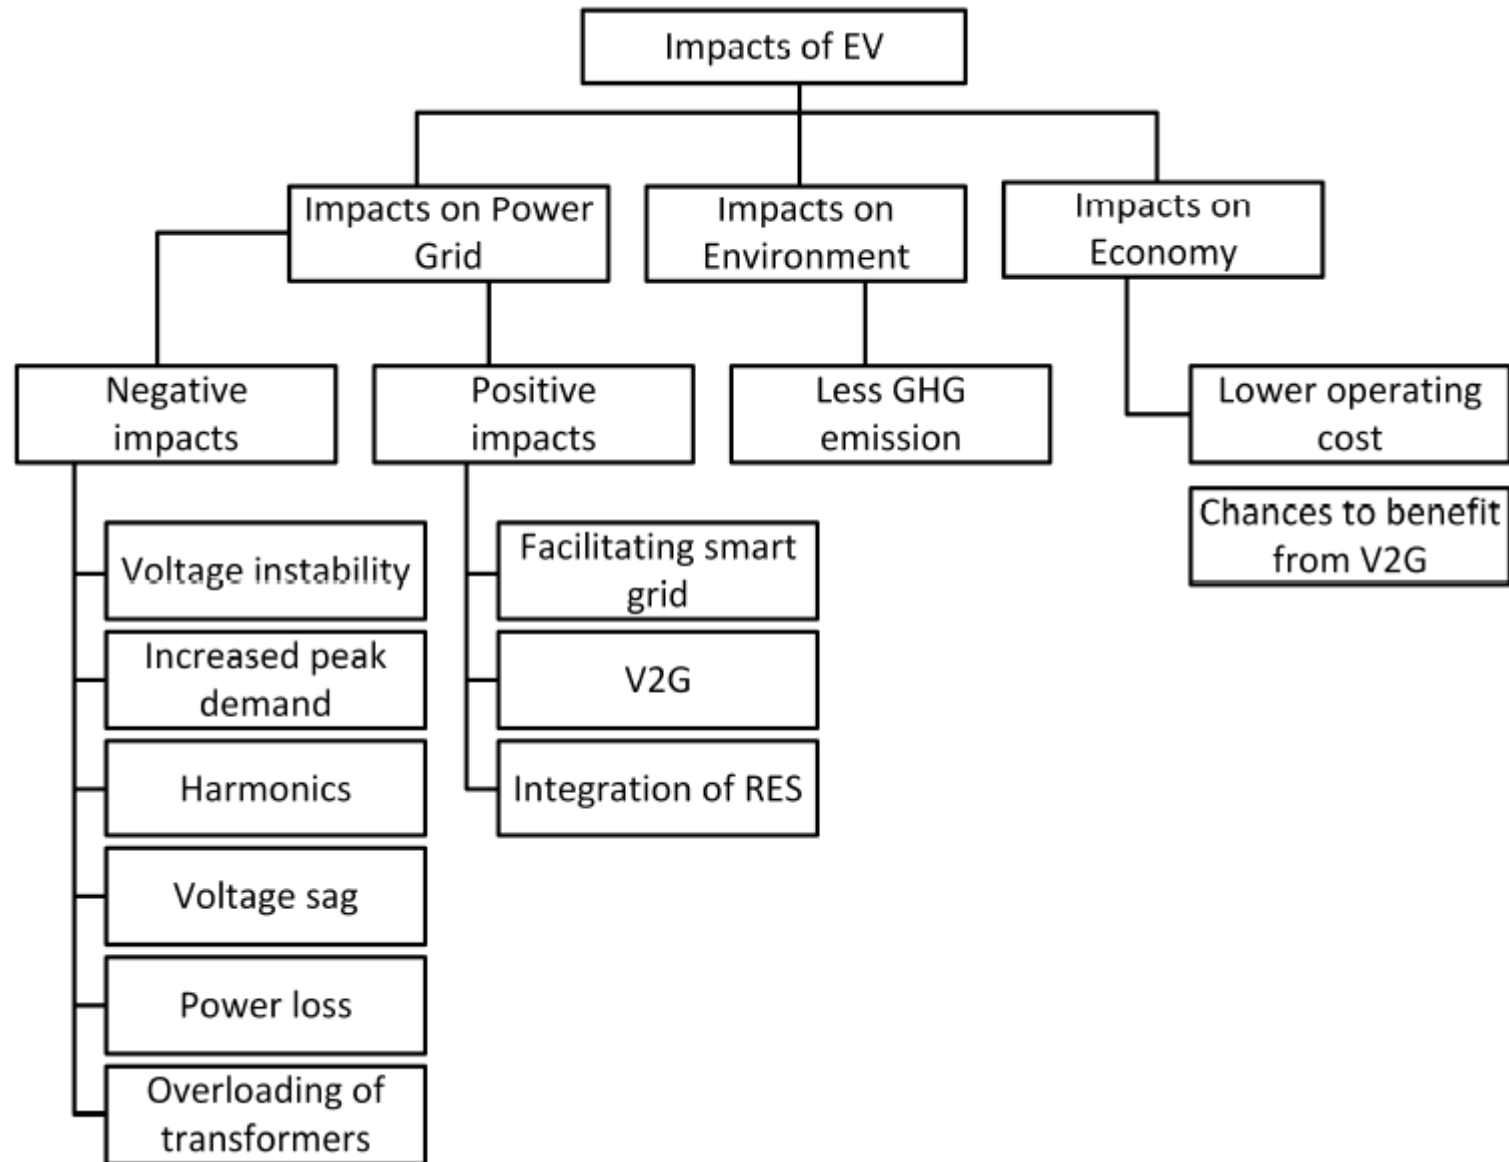 Impacts of EV
Impacts on Power
Grid
Impacts on
Environment
Impacts on
Economy
Negative
impacts
Positive
impacts
Less GHG
emission
Lower operating
cost
Chances to benefit
from V2G
Voltage instability
Increased peak
demand
Harmonics
Voltage sag
Power loss
Overloading of
transformers
Facilitating smart
grid
V2G
Integration of RES